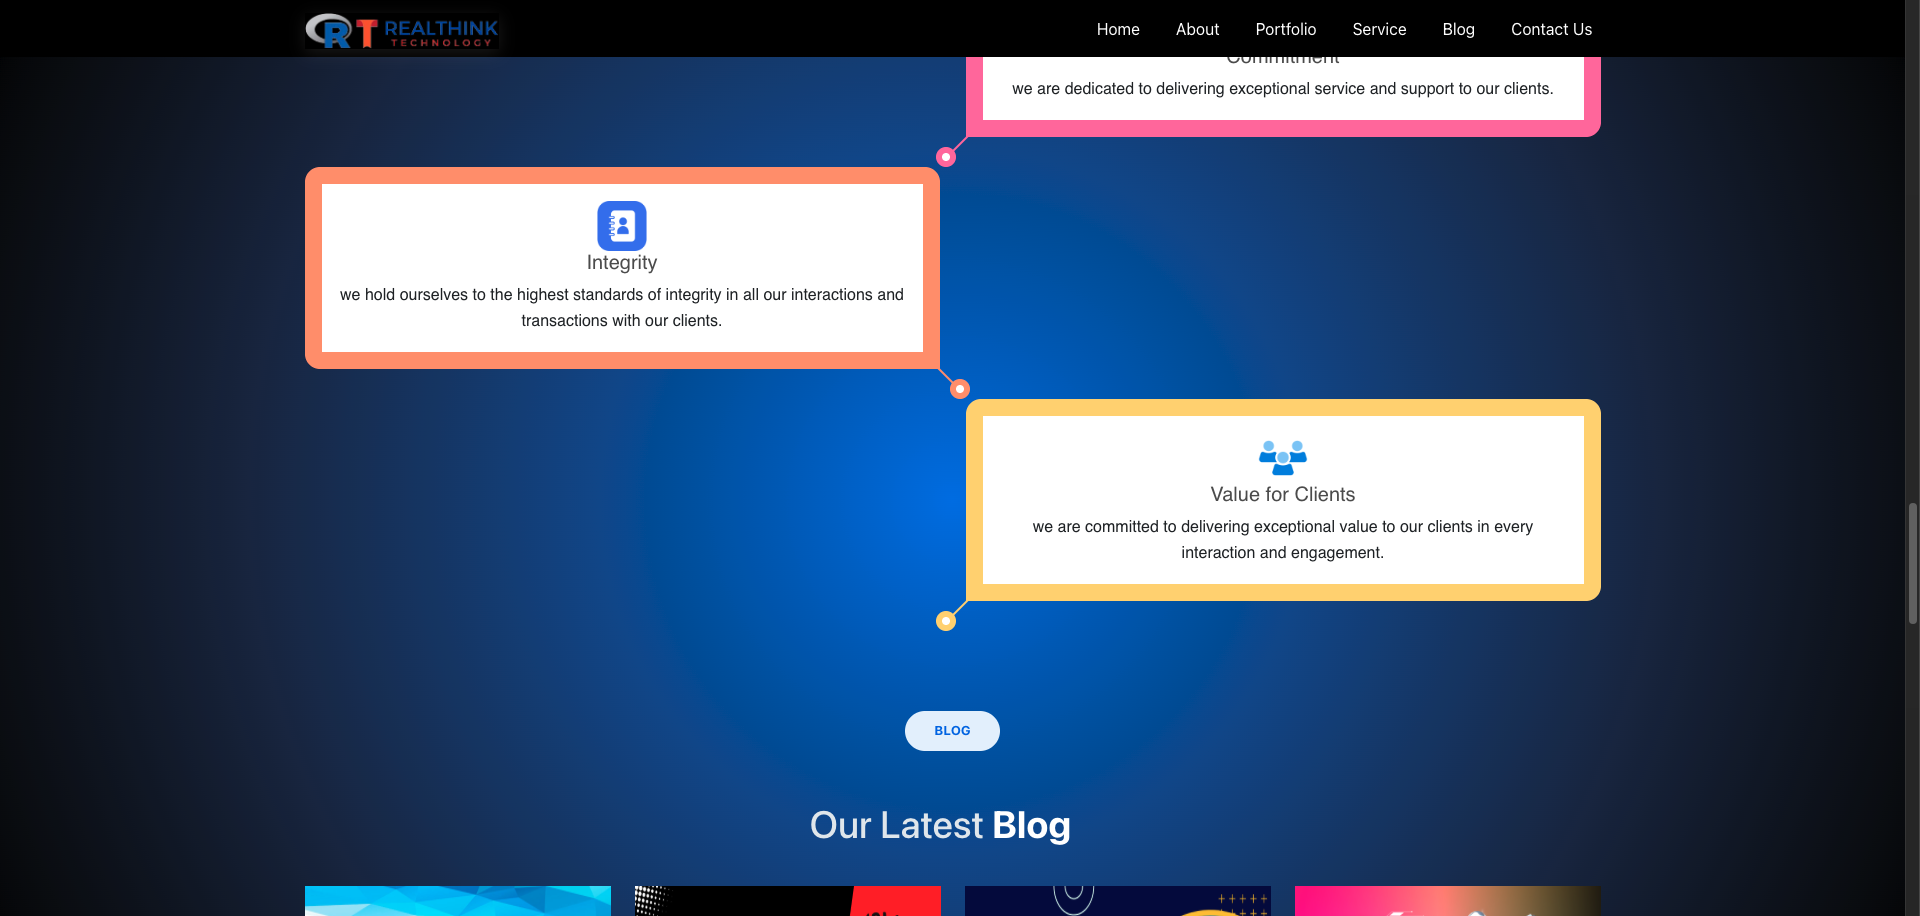 CRT REALTHINK
TECHNOLOGY
Home About Portfolio Service Blog Contact Us
Commitment
we are dedicated to delivering exceptional service and support to our clients.
Integrity
we hold ourselves to the highest standards of integrity in all our interactions and
transactions with our clients.
Value for Clients
we are committed to delivering exceptional value to our clients in every
interaction and engagement.
BLOG
Our Latest Blog